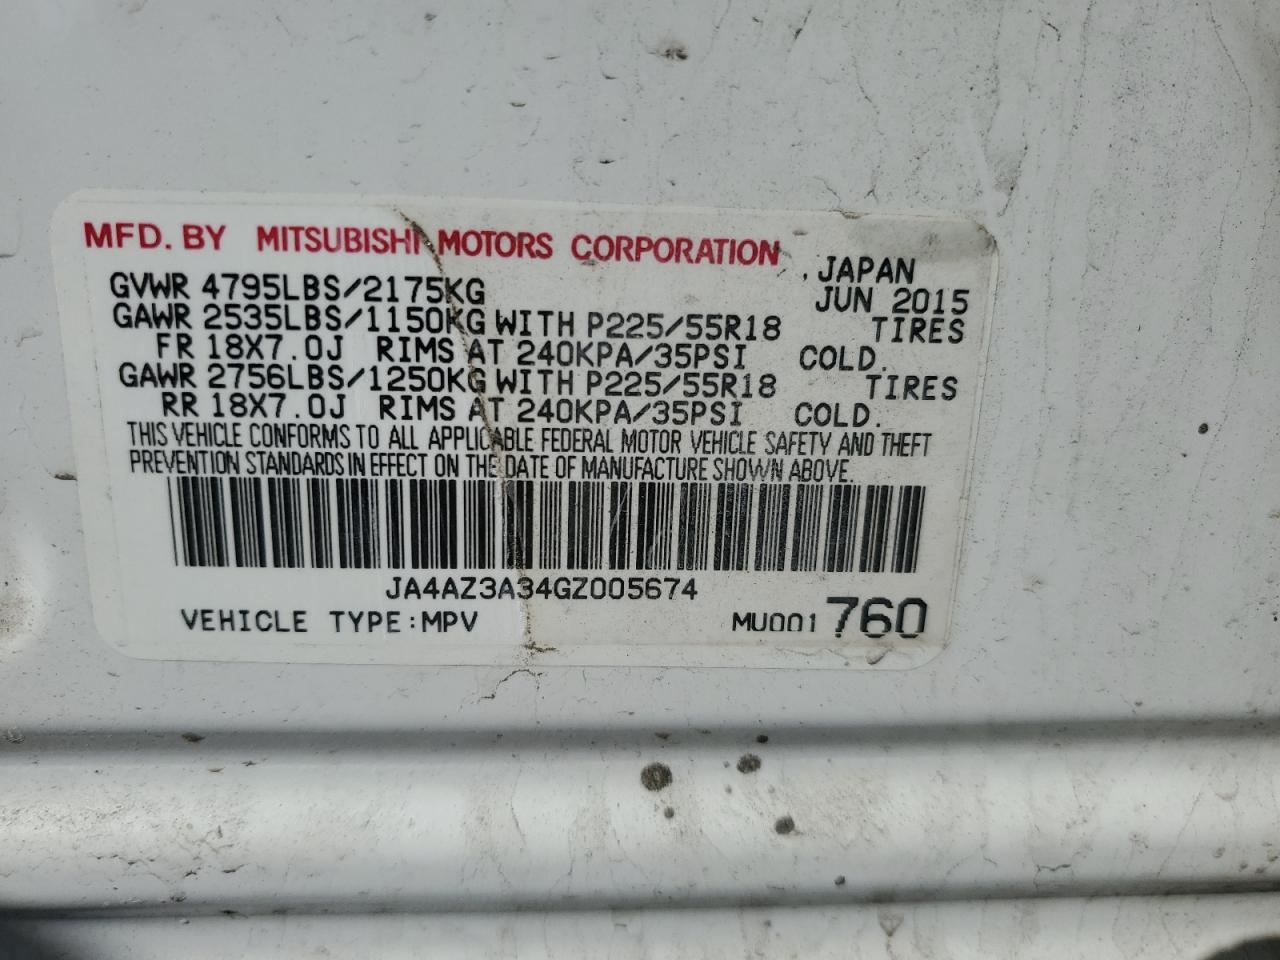 MFD. BY MITSUBISHI MOTORS CORPORATION , JAPAN
GVWR 4795LBS/2175KG JUN 2015
GAWR 2535LBS/1150KG WITH P225/55R18 TIRES
FR 18X7.0J RIMS AT 240KPA/35PSI COLD.
GAWR 2756LBS/1250KG WITH P225/55R18 TIRES
RR 18X7.0J RIMS AT 240KPA/35PSI COLD.
THIS VEHICLE CONFORMS TO ALL APPLICABLE FEDERAL MOTOR VEHICLE SAFETY AND THEFT
PREVENTION STANDARDS IN EFFECT ON THE DATE OF MANUFACTURE SHOWN ABOVE.
JA4AZ3A34GZ005674
VEHICLE TYPE:MPV MU001760